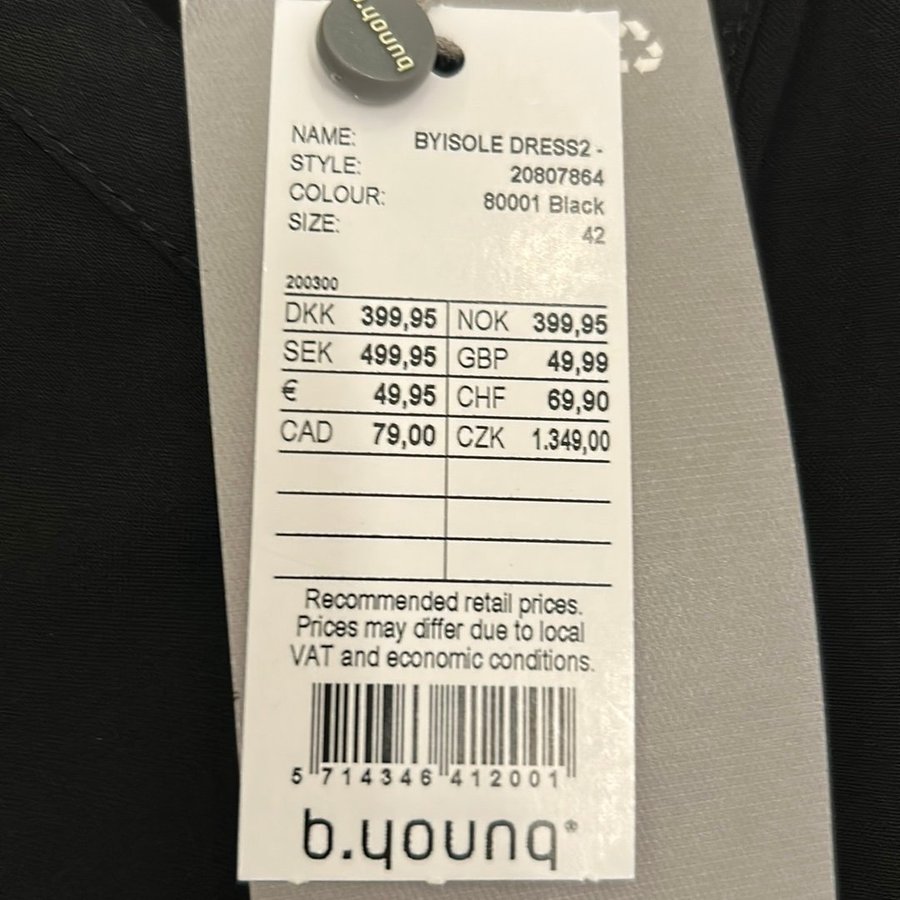 b.young
NAME: BYISOLE DRESS2 -
STYLE: 20807864
COLOUR: 80001 Black
SIZE: 42
200300
DKK 399,95 NOK 399,95
SEK 499,95 GBP 49,99
€ 49,95 CHF 69,90
CAD 79,00 CZK 1.349,00
Recommended retail prices.
Prices may differ due to local
VAT and economic conditions.
5 714346 412001
b.young®